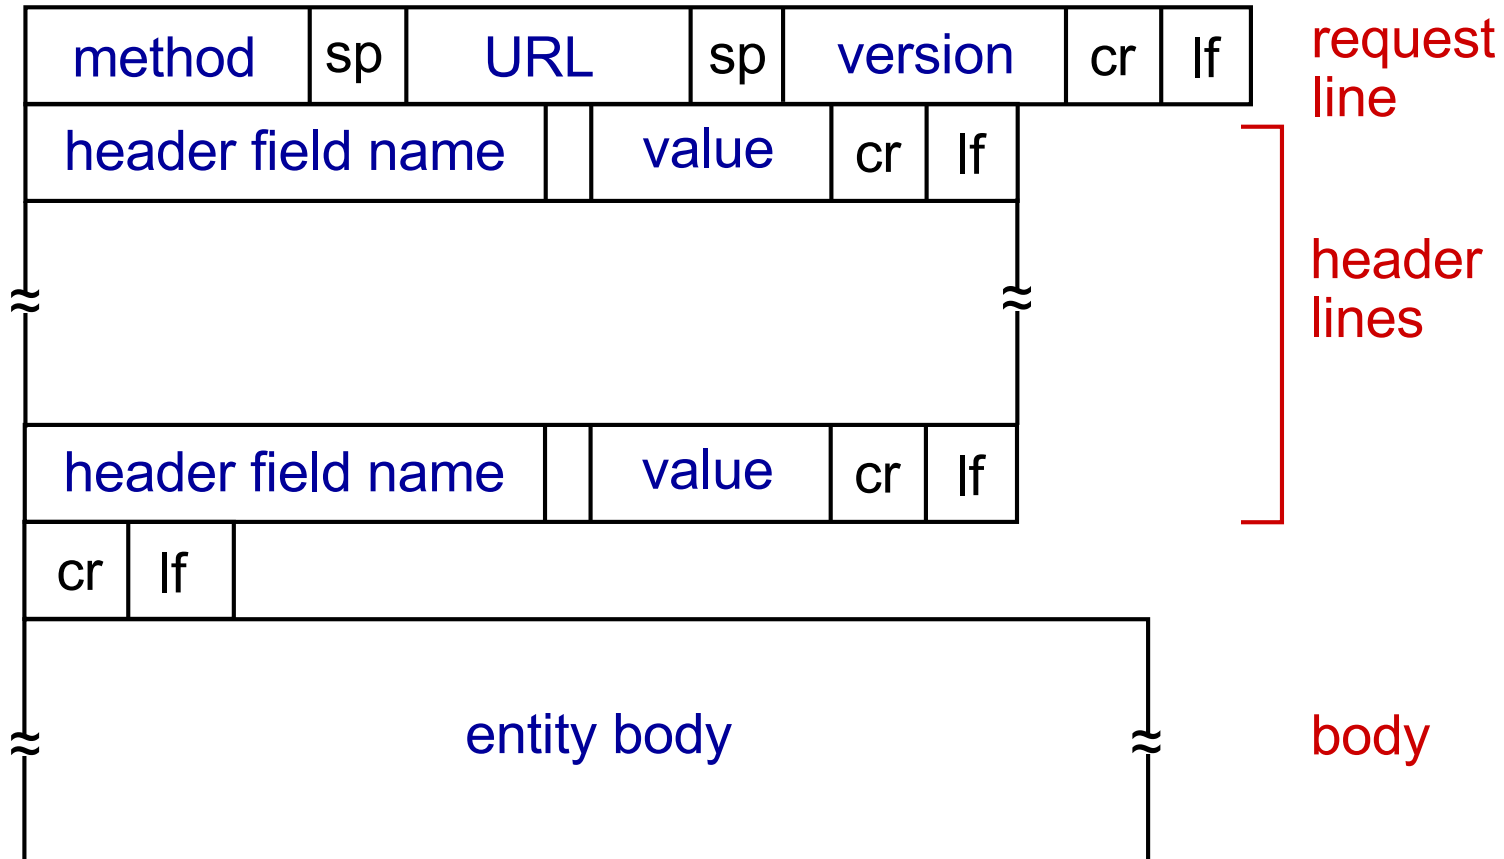 method sp URL sp version cr lf request
line
header field name value cr lf
header
lines
header field name value cr lf
cr lf
entity body body